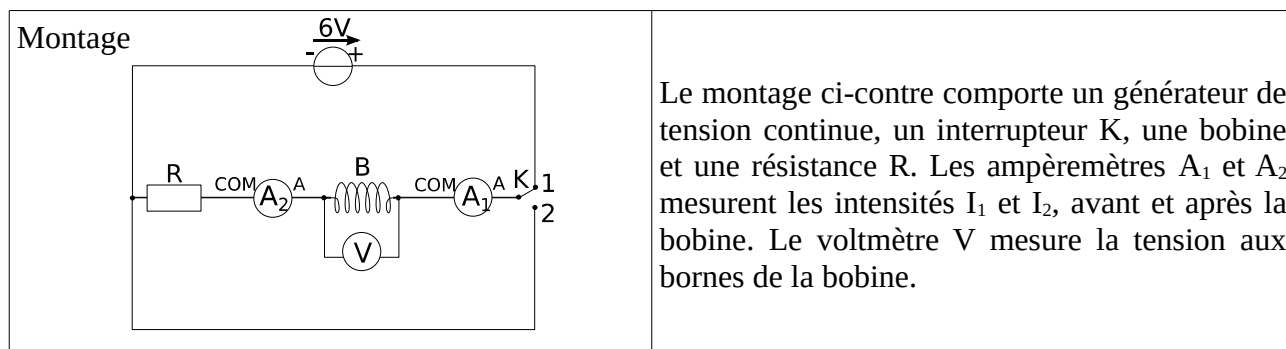 Montage
6V
- +
R COM A₂ A B COM A₁ A K 1
2
V
Le montage ci-contre comporte un générateur de
tension continue, un interrupteur K, une bobine
et une résistance R. Les ampèremètres A₁ et A₂
mesurent les intensités I₁ et I₂, avant et après la
bobine. Le voltmètre V mesure la tension aux
bornes de la bobine.